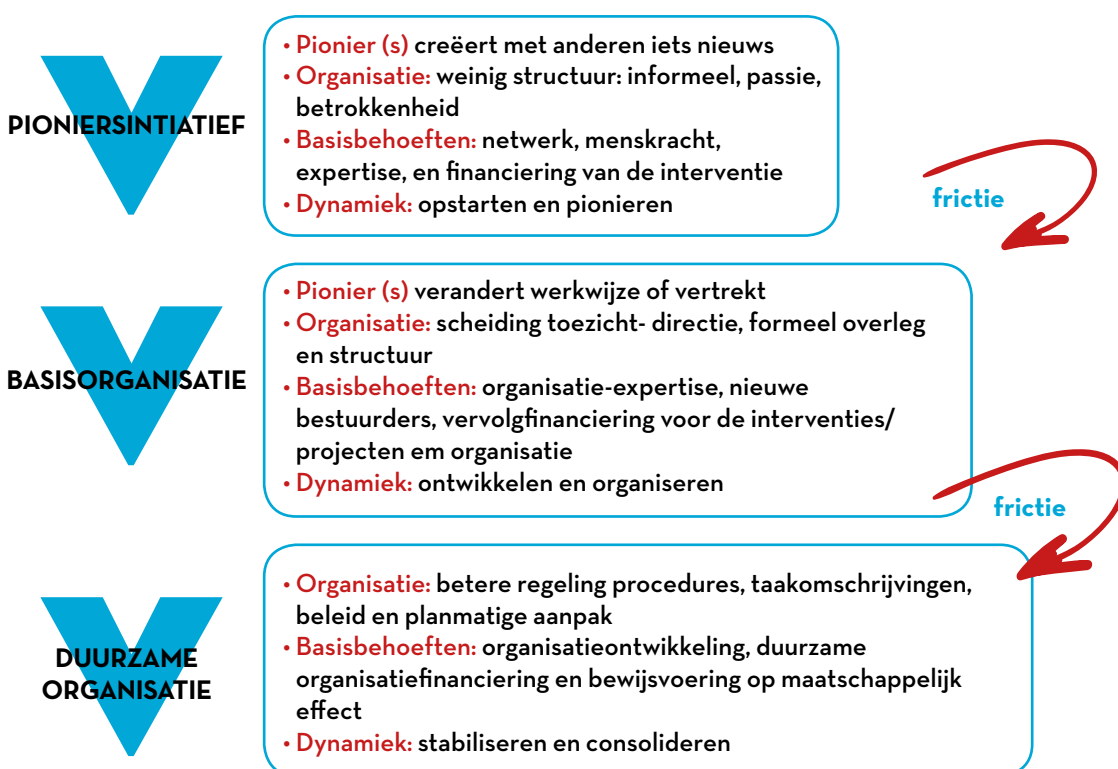 PIONIERSINTIATIEF
• Pionier (s) creëert met anderen iets nieuws
• Organisatie: weinig structuur: informeel, passie,
betrokkenheid
• Basisbehoeften: netwerk, menskracht,
expertise, en financiering van de interventie
• Dynamiek: opstarten en pionieren
frictie
BASISORGANISATIE
• Pionier (s) verandert werkwijze of vertrekt
• Organisatie: scheiding toezicht- directie, formeel overleg
en structuur
• Basisbehoeften: organisatie-expertise, nieuwe
bestuurders, vervolgfinanciering voor de interventies/
projecten em organisatie
• Dynamiek: ontwikkelen en organiseren
frictie
DUURZAME
ORGANISATIE
• Organisatie: betere regeling procedures, taakomschrijvingen,
beleid en planmatige aanpak
• Basisbehoeften: organisatieontwikkeling, duurzame
organisatiefinanciering en bewijsvoering op maatschappelijk
effect
• Dynamiek: stabiliseren en consolideren